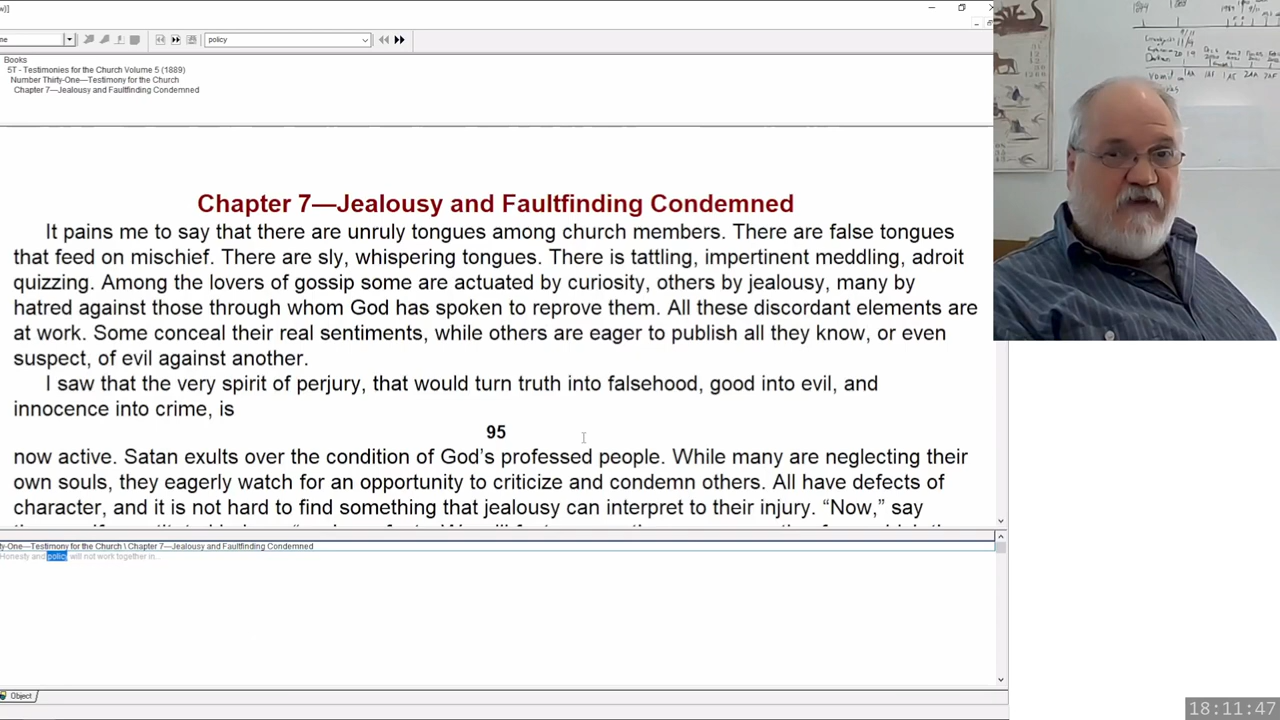 w)]
me
policy
Books
5T - Testimonies for the Church Volume 5 (1889)
Number Thirty-One—Testimony for the Church
Chapter 7—Jealousy and Faultfinding Condemned
Chapter 7—Jealousy and Faultfinding Condemned
It pains me to say that there are unruly tongues among church members. There are false tongues
that feed on mischief. There are sly, whispering tongues. There is tattling, impertinent meddling, adroit
quizzing. Among the lovers of gossip some are actuated by curiosity, others by jealousy, many by
hatred against those through whom God has spoken to reprove them. All these discordant elements are
at work. Some conceal their real sentiments, while others are eager to publish all they know, or even
suspect, of evil against another.
I saw that the very spirit of perjury, that would turn truth into falsehood, good into evil, and
innocence into crime, is
95
now active. Satan exults over the condition of God’s professed people. While many are neglecting their
own souls, they eagerly watch for an opportunity to criticize and condemn others. All have defects of
character, and it is not hard to find something that jealousy can interpret to their injury. “Now,” say
ty-One—Testimony for the Church \ Chapter 7—Jealousy and Faultfinding Condemned
Honesty and policy will not work together in
Object
18:11:47